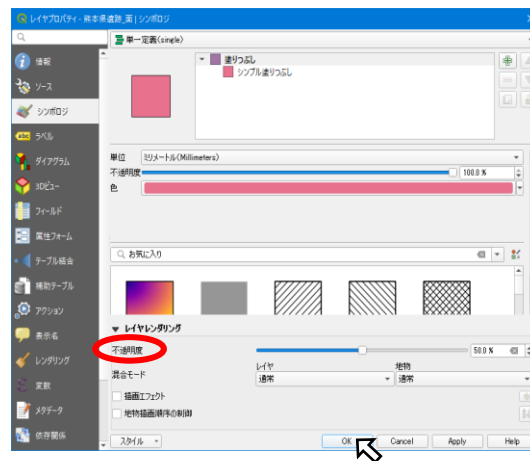 レイヤプロパティ - 熊本県遺跡_面 | シンボロジ
単一定義(single)
情報
ソース
シンボロジ
abc ラベル
ダイアグラム
3Dビュー
フィールド
属性フォーム
テーブル結合
補助テーブル
アクション
表示名
レンダリング
変数
メタデータ
依存関係
塗りつぶし
シンプル塗りつぶし
単位 ミリメートル(Millimeters)
不透明度 100.0 %
色
お気に入り
レイヤレンダリング
不透明度 50.0 %
混合モード
レイヤ 地物
通常 通常
描画エフェクト
地物描画順序の制御
スタイル OK Cancel Apply Help